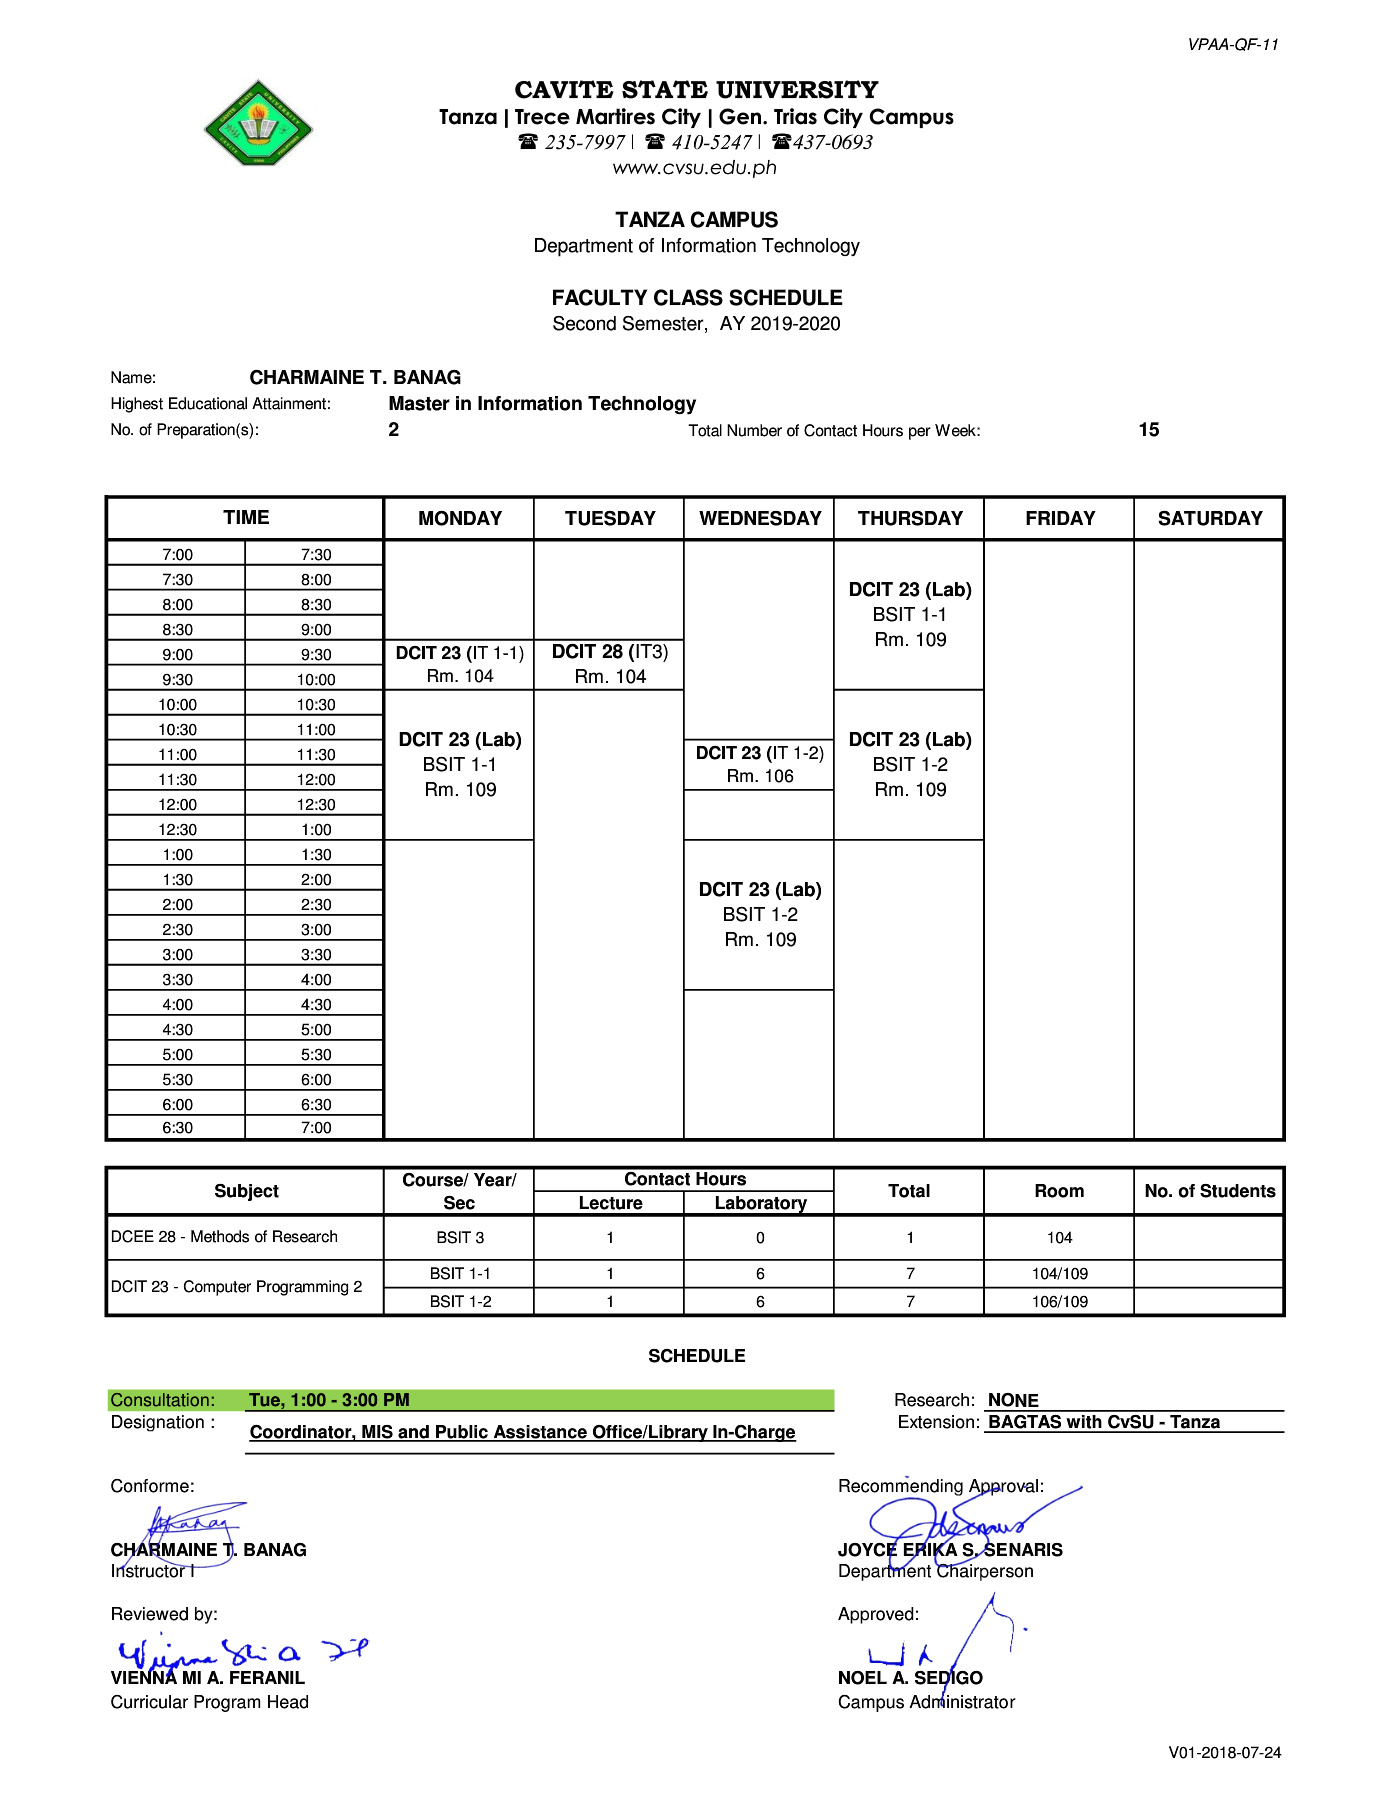 VPAA-QF-11
CAVITE STATE UNIVERSITY
Tanza | Trece Martires City | Gen. Trias City Campus
☎ 235-7997 | ☎ 410-5247 | ☎437-0693
www.cvsu.edu.ph
TANZA CAMPUS
Department of Information Technology
FACULTY CLASS SCHEDULE
Second Semester, AY 2019-2020
Name: CHARMAINE T. BANAG
Highest Educational Attainment: Master in Information Technology
No. of Preparation(s): 2 Total Number of Contact Hours per Week: 15
TIME MONDAY TUESDAY WEDNESDAY THURSDAY FRIDAY SATURDAY
7:00 7:30
7:30 8:00
DCIT 23 (Lab)
8:00 8:30
BSIT 1-1
8:30 9:00
Rm. 109
9:00 9:30 DCIT 23 (IT 1-1) DCIT 28 (IT3)
9:30 10:00 Rm. 104 Rm. 104
10:00 10:30
10:30 11:00
DCIT 23 (Lab) DCIT 23 (Lab)
11:00 11:30 DCIT 23 (IT 1-2)
BSIT 1-1 BSIT 1-2
11:30 12:00 Rm. 106
Rm. 109 Rm. 109
12:00 12:30
12:30 1:00
1:00 1:30
1:30 2:00
DCIT 23 (Lab)
2:00 2:30
BSIT 1-2
2:30 3:00
Rm. 109
3:00 3:30
3:30 4:00
4:00 4:30
4:30 5:00
5:00 5:30
5:30 6:00
6:00 6:30
6:30 7:00
Subject Course/ Year/ Sec Contact Hours Total Room No. of Students
Lecture Laboratory
DCEE 28 - Methods of Research BSIT 3 1 0 1 104
DCIT 23 - Computer Programming 2 BSIT 1-1 1 6 7 104/109
BSIT 1-2 1 6 7 106/109
SCHEDULE
Consultation: Tue, 1:00 - 3:00 PM Research: NONE
Designation : Coordinator, MIS and Public Assistance Office/Library In-Charge Extension: BAGTAS with CvSU - Tanza
Conforme: Recommending Approval:
CHARMAINE T. BANAG JOYCE ERIKA S. SENARIS
Instructor I Department Chairperson
Reviewed by: Approved:
VIENNA MI A. FERANIL NOEL A. SEDIGO
Curricular Program Head Campus Administrator
V01-2018-07-24